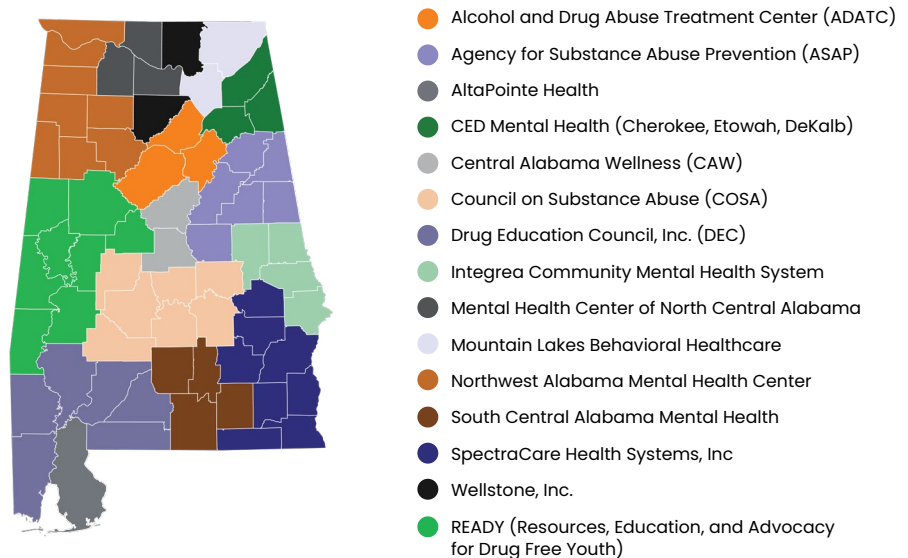 Alcohol and Drug Abuse Treatment Center (ADATC)
Agency for Substance Abuse Prevention (ASAP)
AltaPointe Health
CED Mental Health (Cherokee, Etowah, DeKalb)
Central Alabama Wellness (CAW)
Council on Substance Abuse (COSA)
Drug Education Council, Inc. (DEC)
Integrea Community Mental Health System
Mental Health Center of North Central Alabama
Mountain Lakes Behavioral Healthcare
Northwest Alabama Mental Health Center
South Central Alabama Mental Health
SpectraCare Health Systems, Inc
Wellstone, Inc.
READY (Resources, Education, and Advocacy
for Drug Free Youth)